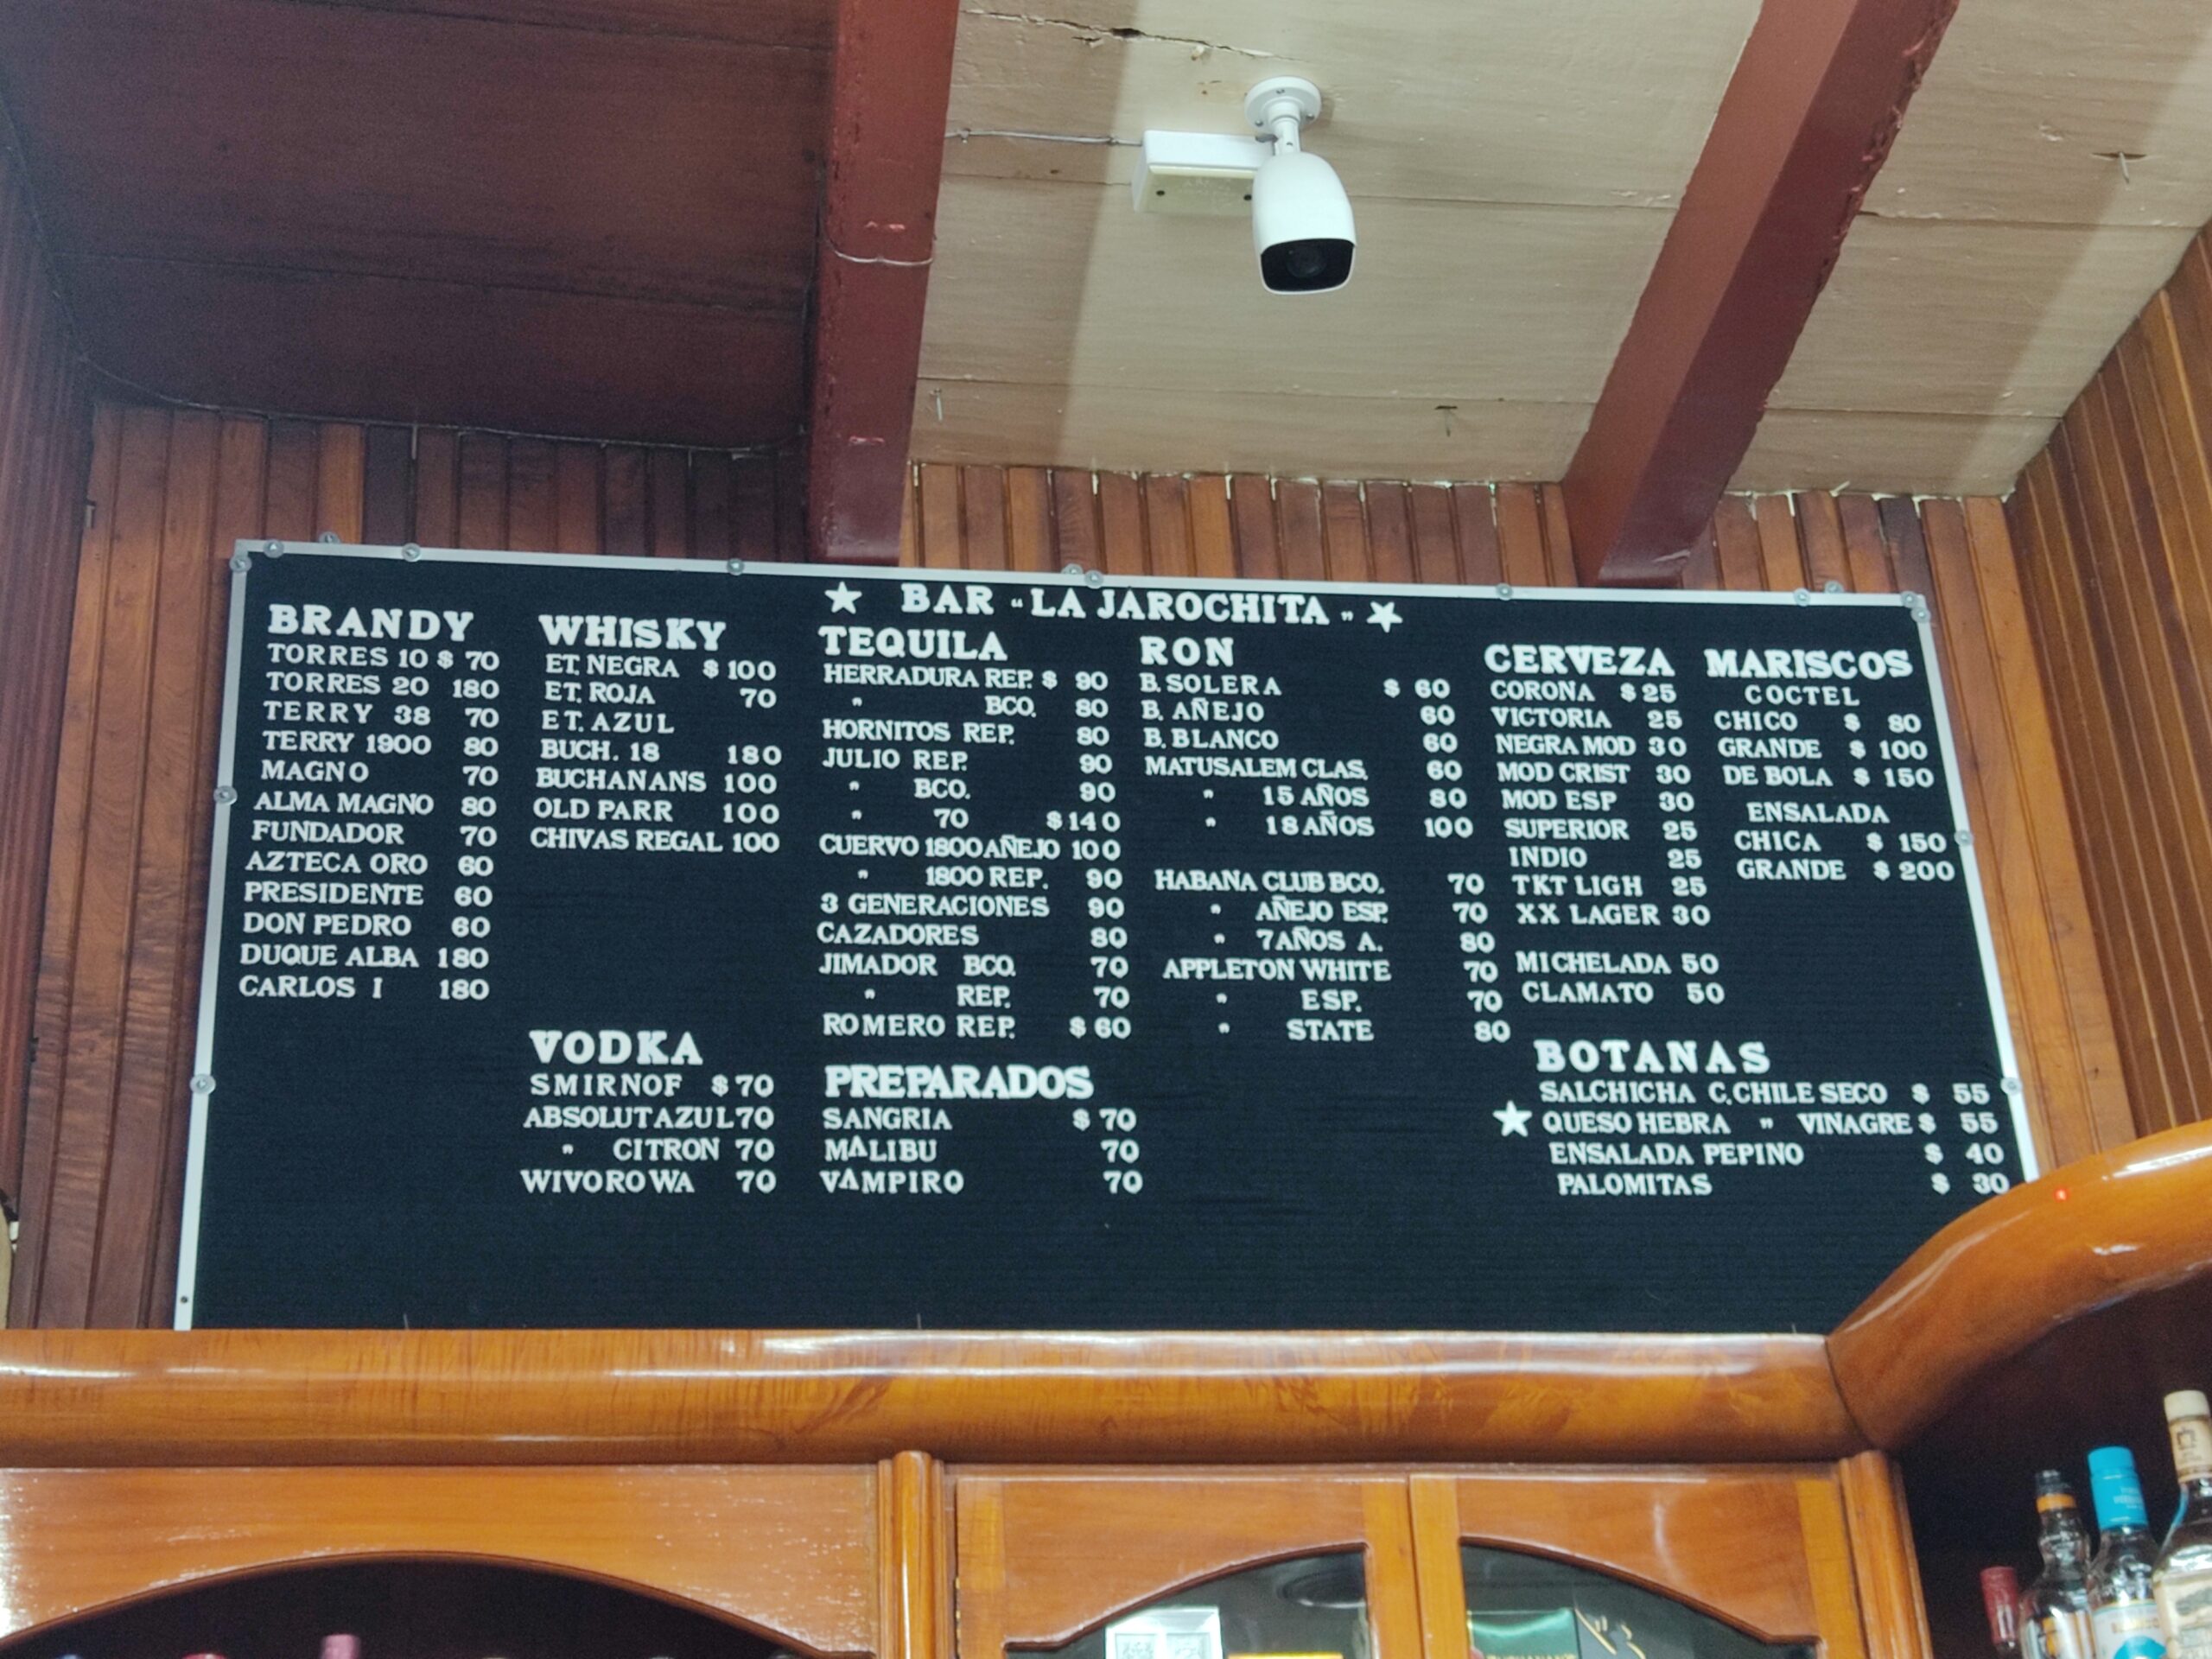 ★ BAR "LA JAROCHITA" ★
BRANDY
TORRES 10 $ 70
TORRES 20 180
TERRY 38 70
TERRY 1900 80
MAGNO 70
ALMA MAGNO 80
FUNDADOR 70
AZTECA ORO 60
PRESIDENTE 60
DON PEDRO 60
DUQUE ALBA 180
CARLOS I 180
WHISKY
ET. NEGRA $ 100
ET. ROJA 70
ET. AZUL
BUCH. 18 180
BUCHANANS 100
OLD PARR 100
CHIVAS REGAL 100
VODKA
SMIRNOF $ 70
ABSOLUT AZUL 70
" CITRON 70
WIVOROWA 70
TEQUILA
HERRADURA REP. $ 90
" BCO. 80
HORNITOS REP. 80
JULIO REP. 90
" BCO. 90
" 70 $ 140
CUERVO 1800 AÑEJO 100
" 1800 REP. 90
3 GENERACIONES 90
CAZADORES 80
JIMADOR BCO. 70
" REP. 70
ROMERO REP. $ 60
PREPARADOS
SANGRIA $ 70
MALIBU 70
VAMPIRO 70
RON
B. SOLERA $ 60
B. AÑEJO 60
B. BLANCO 60
MATUSALEM CLAS. 60
" 15 AÑOS 80
" 18 AÑOS 100
HABANA CLUB BCO. 70
" AÑEJO ESP. 70
" 7 AÑOS A. 80
APPLETON WHITE 70
" ESP. 70
" STATE 80
CERVEZA
CORONA $ 25
VICTORIA 25
NEGRA MOD 30
MOD CRIST 30
MOD ESP 30
SUPERIOR 25
INDIO 25
TKT LIGH 25
XX LAGER 30
MICHELADA 50
CLAMATO 50
MARISCOS
COCTEL
CHICO $ 80
GRANDE $ 100
DE BOLA $ 150
ENSALADA
CHICA $ 150
GRANDE $ 200
BOTANAS
SALCHICHA C. CHILE SECO $ 55
★ QUESO HEBRA " VINAGRE $ 55
ENSALADA PEPINO $ 40
PALOMITAS $ 30